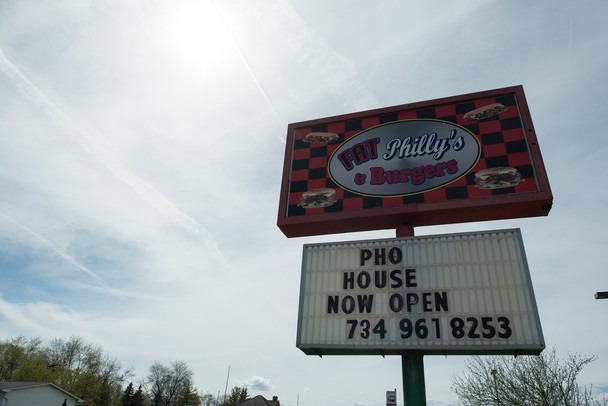 FAT Philly's
& Burgers
PHO
HOUSE
NOW OPEN
734 961 8253